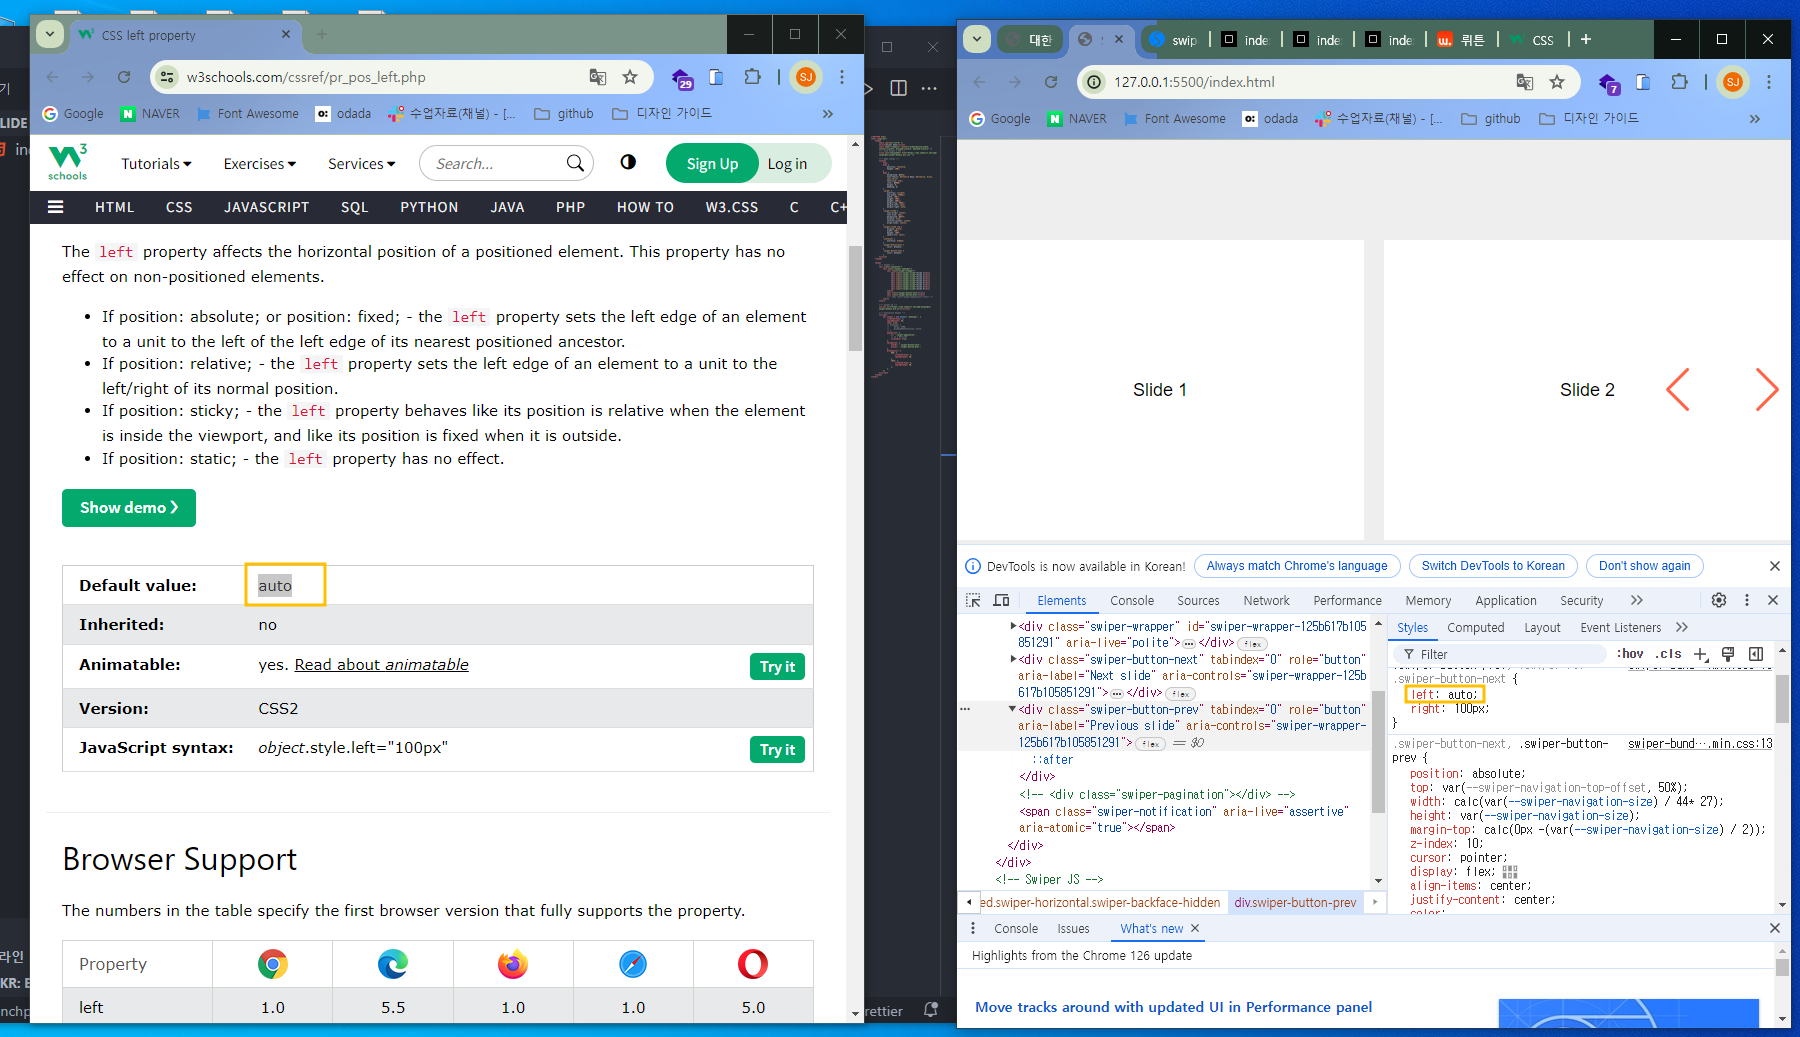 CSS left property
w3schools.com/cssref/pr_pos_left.php
29
SJ
Google
NAVER
Font Awesome
o:
odada
수업자료(채널) - [...
github
디자인 가이드
W3
schools
Tutorials
Exercises
Services
Search...
Sign Up
Log in
HTML
CSS
JAVASCRIPT
SQL
PYTHON
JAVA
PHP
HOW TO
W3.CSS
C
C+
The left property affects the horizontal position of a positioned element. This property has no
effect on non-positioned elements.
• If position: absolute; or position: fixed; - the left property sets the left edge of an element
to a unit to the left of the left edge of its nearest positioned ancestor.
• If position: relative; - the left property sets the left edge of an element to a unit to the
left/right of its normal position.
• If position: sticky; - the left property behaves like its position is relative when the element
is inside the viewport, and like its position is fixed when it is outside.
• If position: static; - the left property has no effect.
Show demo ❯
Default value: auto
Inherited: no
Animatable: yes. Read about animatable Try it
Version: CSS2
JavaScript syntax: object.style.left="100px" Try it
Browser Support
The numbers in the table specify the first browser version that fully supports the property.
Property
left 1.0 5.5 1.0 1.0 5.0
기
LIDE
라인
KR: E
nchp
rettier
대한
swip
inde
inde
inde
w.
뤼튼
CSS
127.0.0.1:5500/index.html
7
SJ
Google
NAVER
Font Awesome
o:
odada
수업자료(채널) - [...
github
디자인 가이드
Slide 1
Slide 2
DevTools is now available in Korean!
Always match Chrome's language
Switch DevTools to Korean
Don't show again
Elements
Console
Sources
Network
Performance
Memory
Application
Security
<div class="swiper-wrapper" id="swiper-wrapper-125b617b105
851291" aria-live="polite">…</div> flex
<div class="swiper-button-next" tabindex="0" role="button"
aria-label="Next slide" aria-controls="swiper-wrapper-125b
617b105851291">…</div> flex
<div class="swiper-button-prev" tabindex="0" role="button"
aria-label="Previous slide" aria-controls="swiper-wrapper-
125b617b105851291"> flex == $0
::after
</div>
<!-- <div class="swiper-pagination"></div> -->
<span class="swiper-notification" aria-live="assertive"
aria-atomic="true"></span>
</div>
</div>
<!-- Swiper JS -->
ed.swiper-horizontal.swiper-backface-hidden
div.swiper-button-prev
Styles
Computed
Layout
Event Listeners
Filter
:hov
.cls
.swiper-button-next {
left: auto;
right: 100px;
}
.swiper-button-next, .swiper-button-
swiper-bund….min.css:13
prev {
position: absolute;
top: var(--swiper-navigation-top-offset, 50%);
width: calc(var(--swiper-navigation-size) / 44* 27);
height: var(--swiper-navigation-size);
margin-top: calc(0px -(var(--swiper-navigation-size) / 2));
z-index: 10;
cursor: pointer;
display: flex;
align-items: center;
justify-content: center;
Console
Issues
What's new
Highlights from the Chrome 126 update
Move tracks around with updated UI in Performance panel